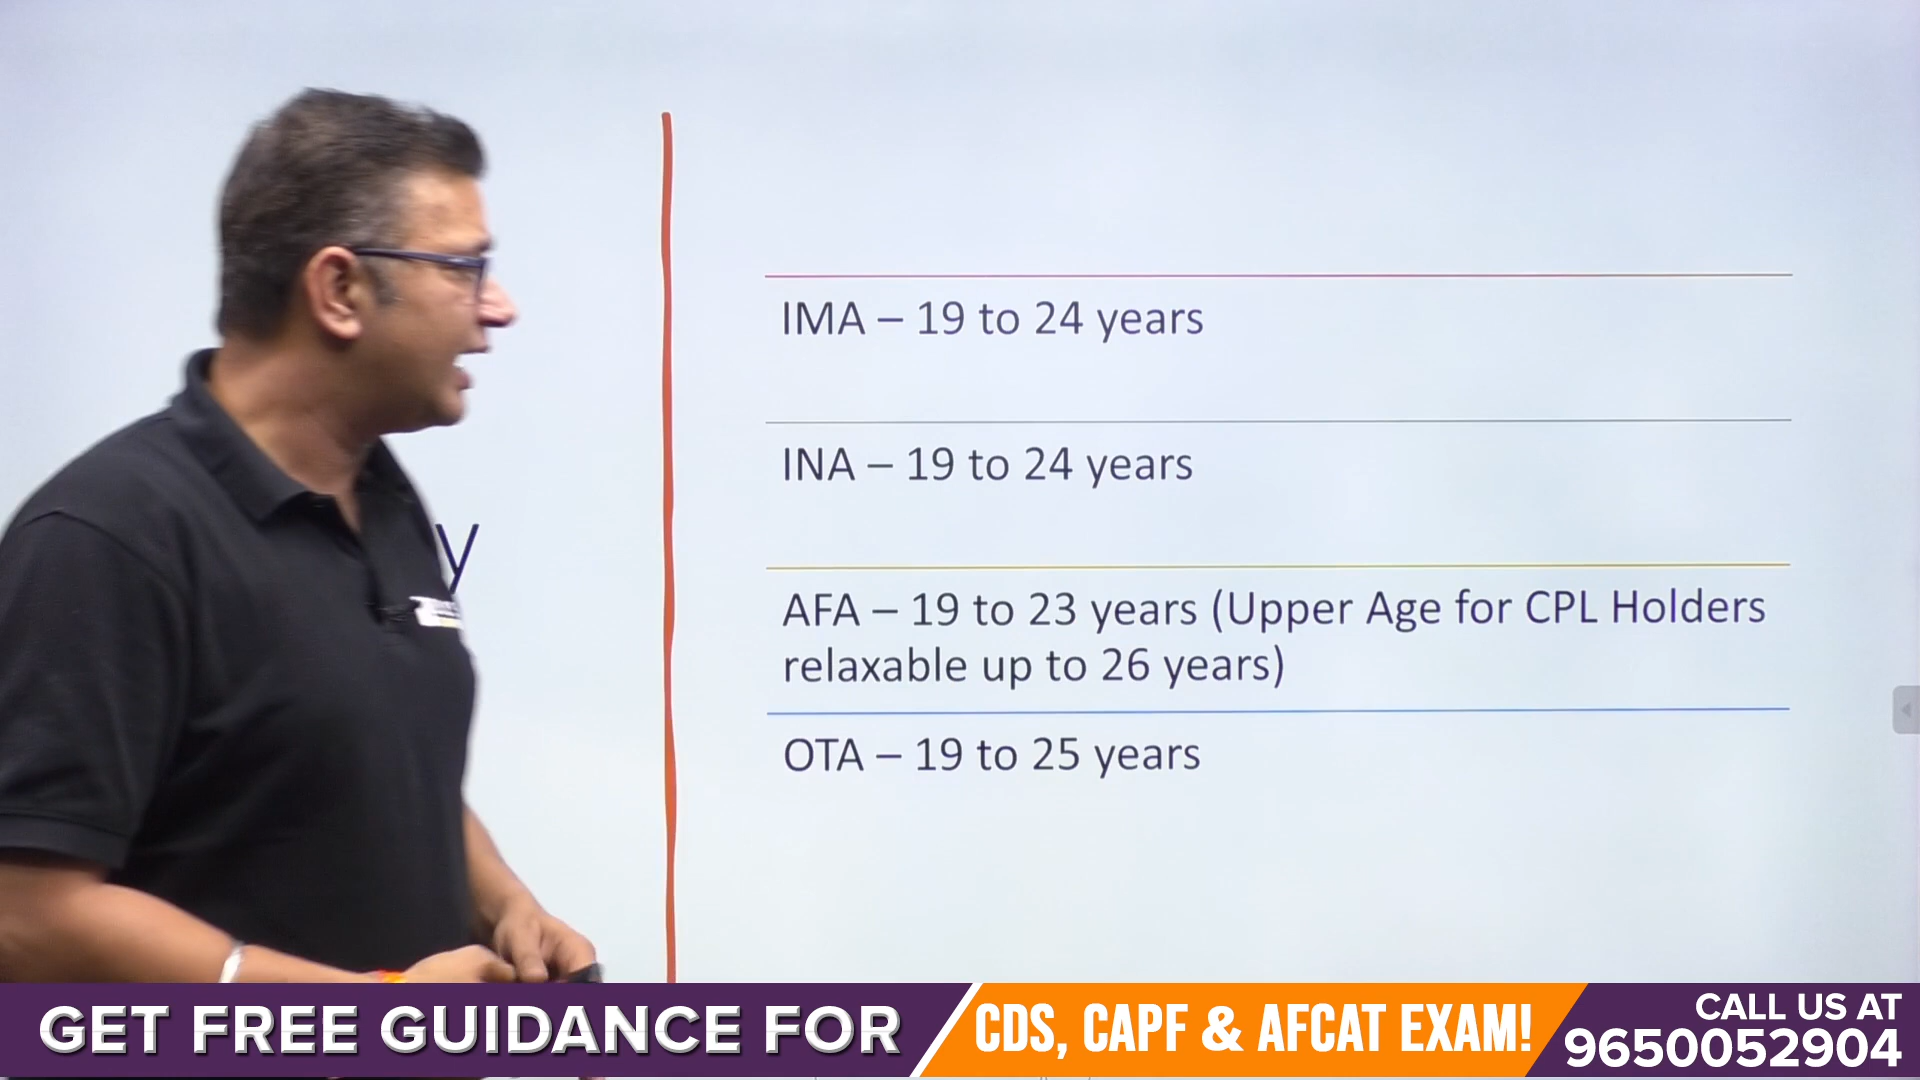 IMA – 19 to 24 years
INA – 19 to 24 years
y
AFA – 19 to 23 years (Upper Age for CPL Holders
relaxable up to 26 years)
OTA – 19 to 25 years
GET FREE GUIDANCE FOR
CDS, CAPF & AFCAT EXAM!
CALL US AT
9650052904